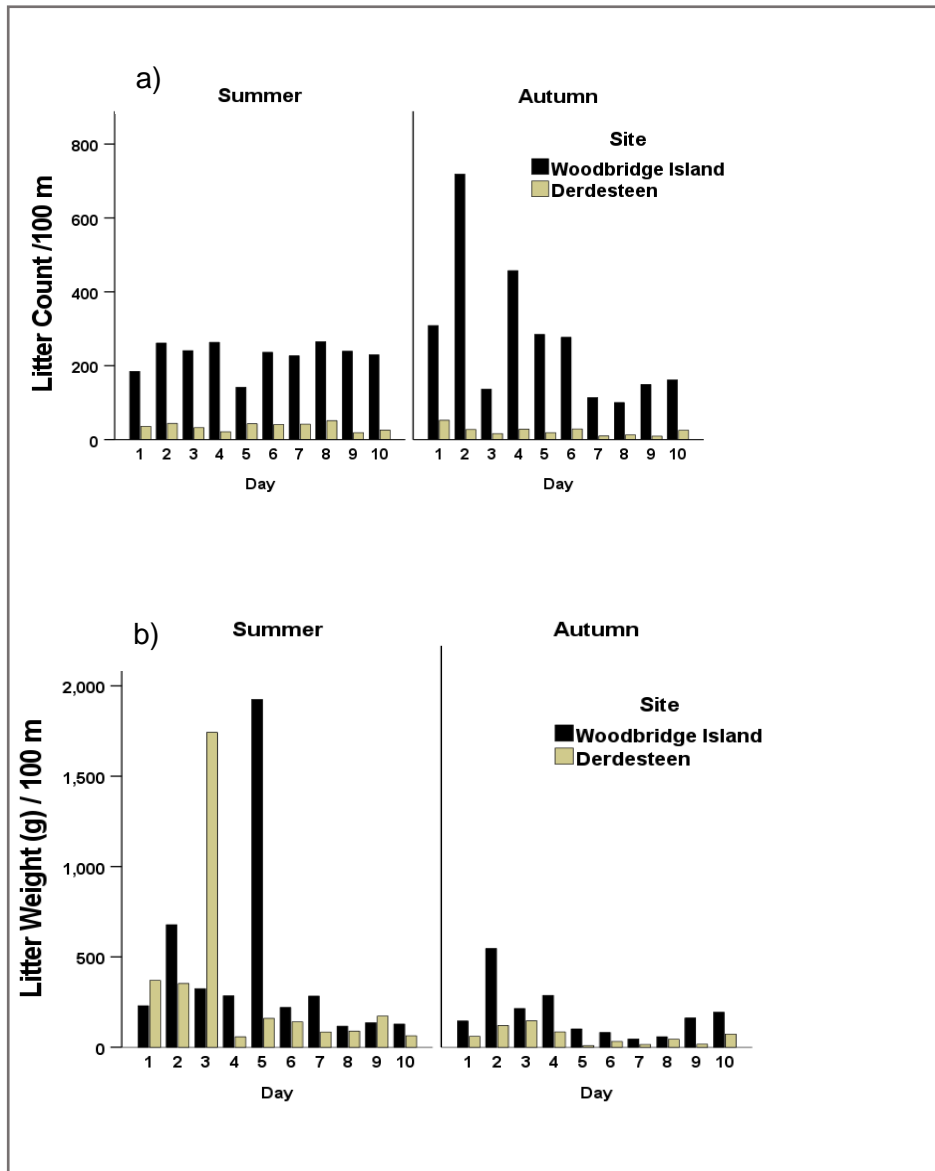 a)
Summer
Autumn
Site
Woodbridge Island
Derdesteen
Litter Count /100 m
800
600
400
200
0
1 2 3 4 5 6 7 8 9 10
1 2 3 4 5 6 7 8 9 10
Day
Day
b)
Summer
Autumn
Site
Woodbridge Island
Derdesteen
Litter Weight (g) / 100 m
2,000
1,500
1,000
500
0
1 2 3 4 5 6 7 8 9 10
1 2 3 4 5 6 7 8 9 10
Day
Day